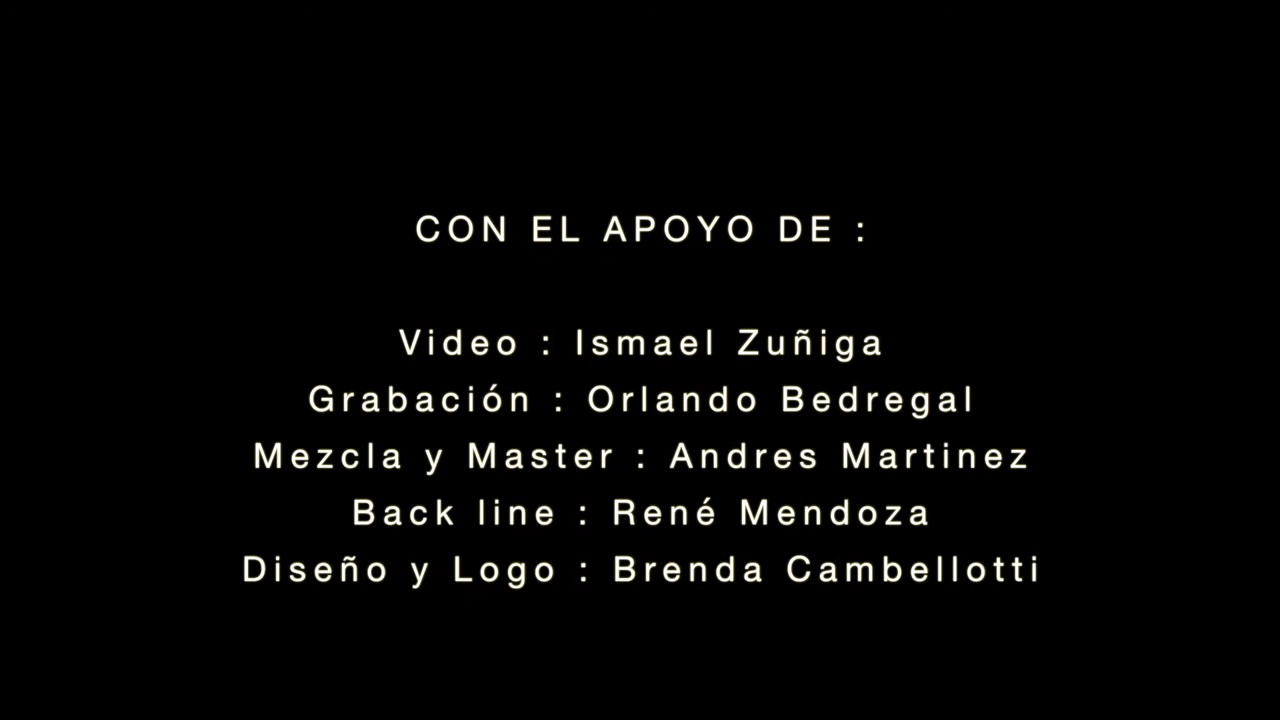 CON EL APOYO DE :
Video : Ismael Zuñiga
Grabación : Orlando Bedregal
Mezcla y Master : Andres Martinez
Back line : René Mendoza
Diseño y Logo : Brenda Cambellotti